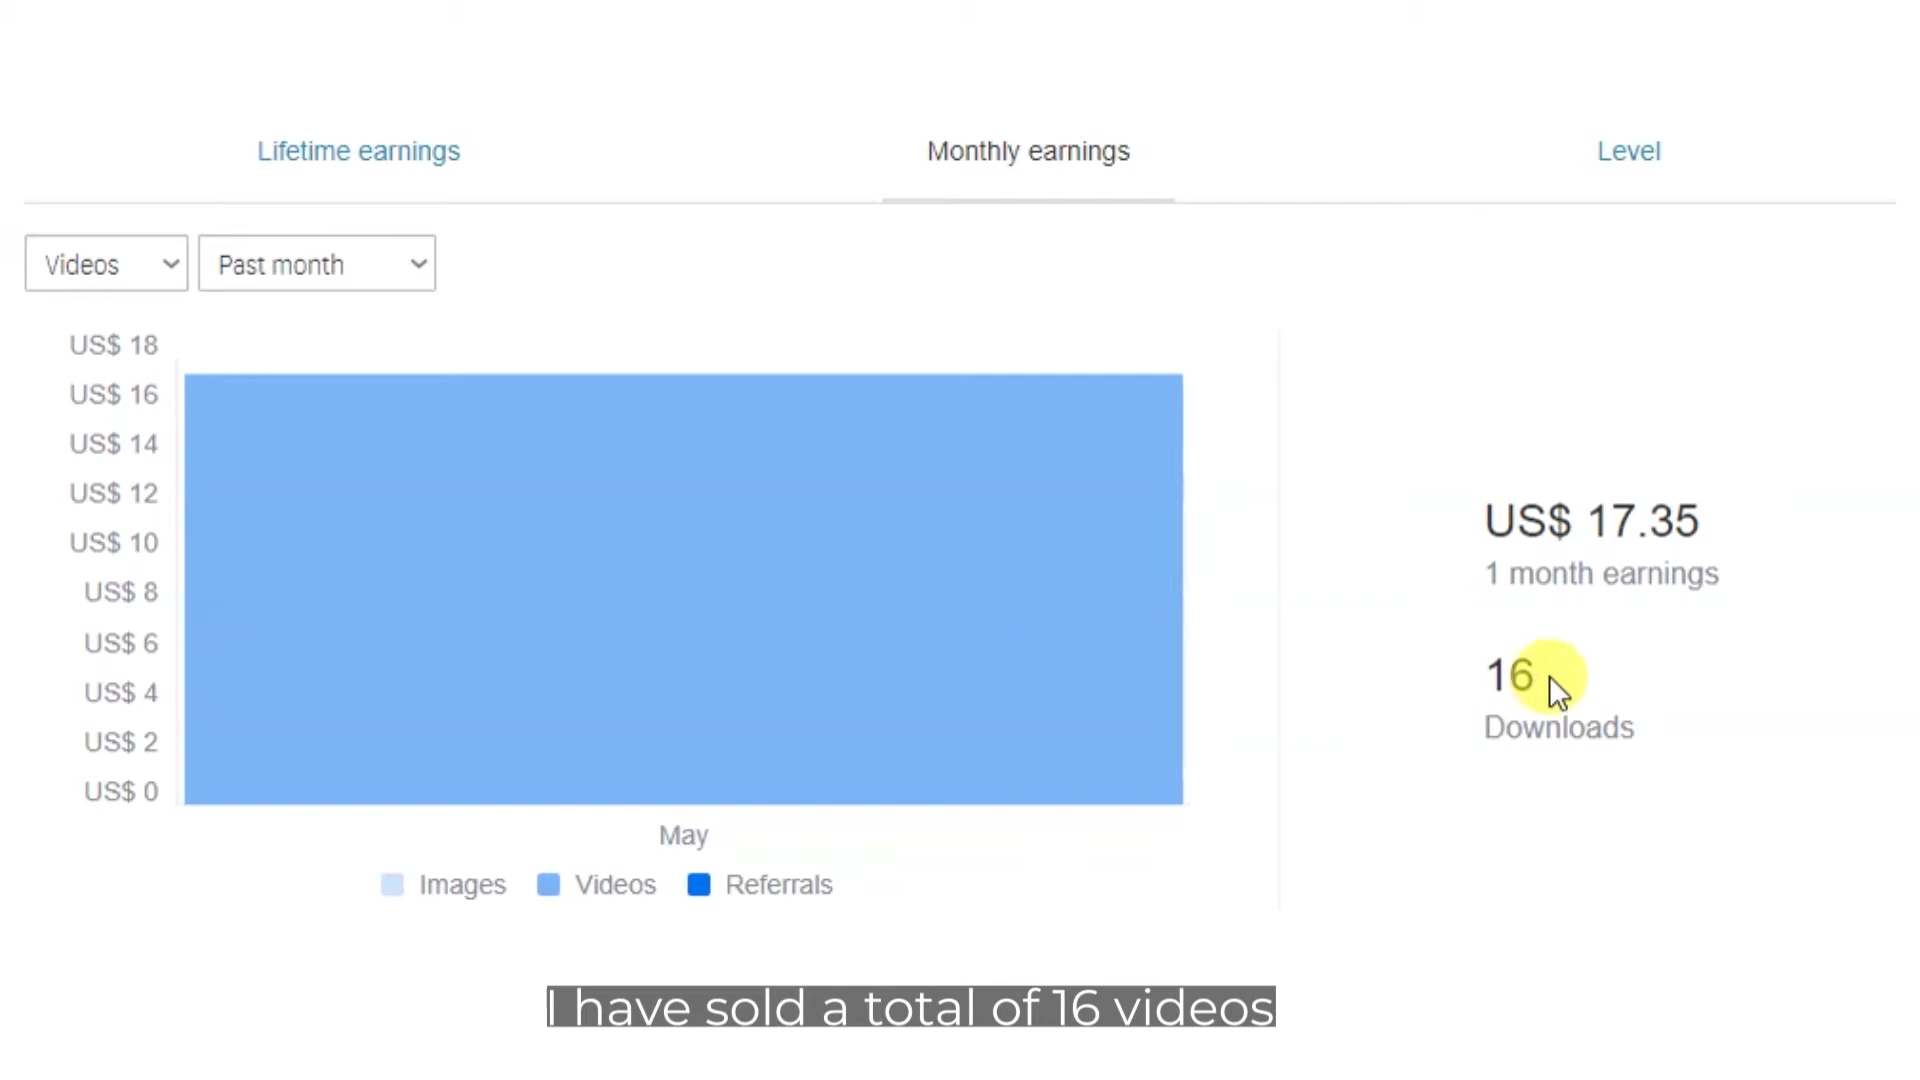 Lifetime earnings Monthly earnings Level
Videos Past month
US$ 18
US$ 16
US$ 14
US$ 12
US$ 10
US$ 8
US$ 6
US$ 4
US$ 2
US$ 0
May
Images Videos Referrals
US$ 17.35
1 month earnings
16
Downloads
I have sold a total of 16 videos